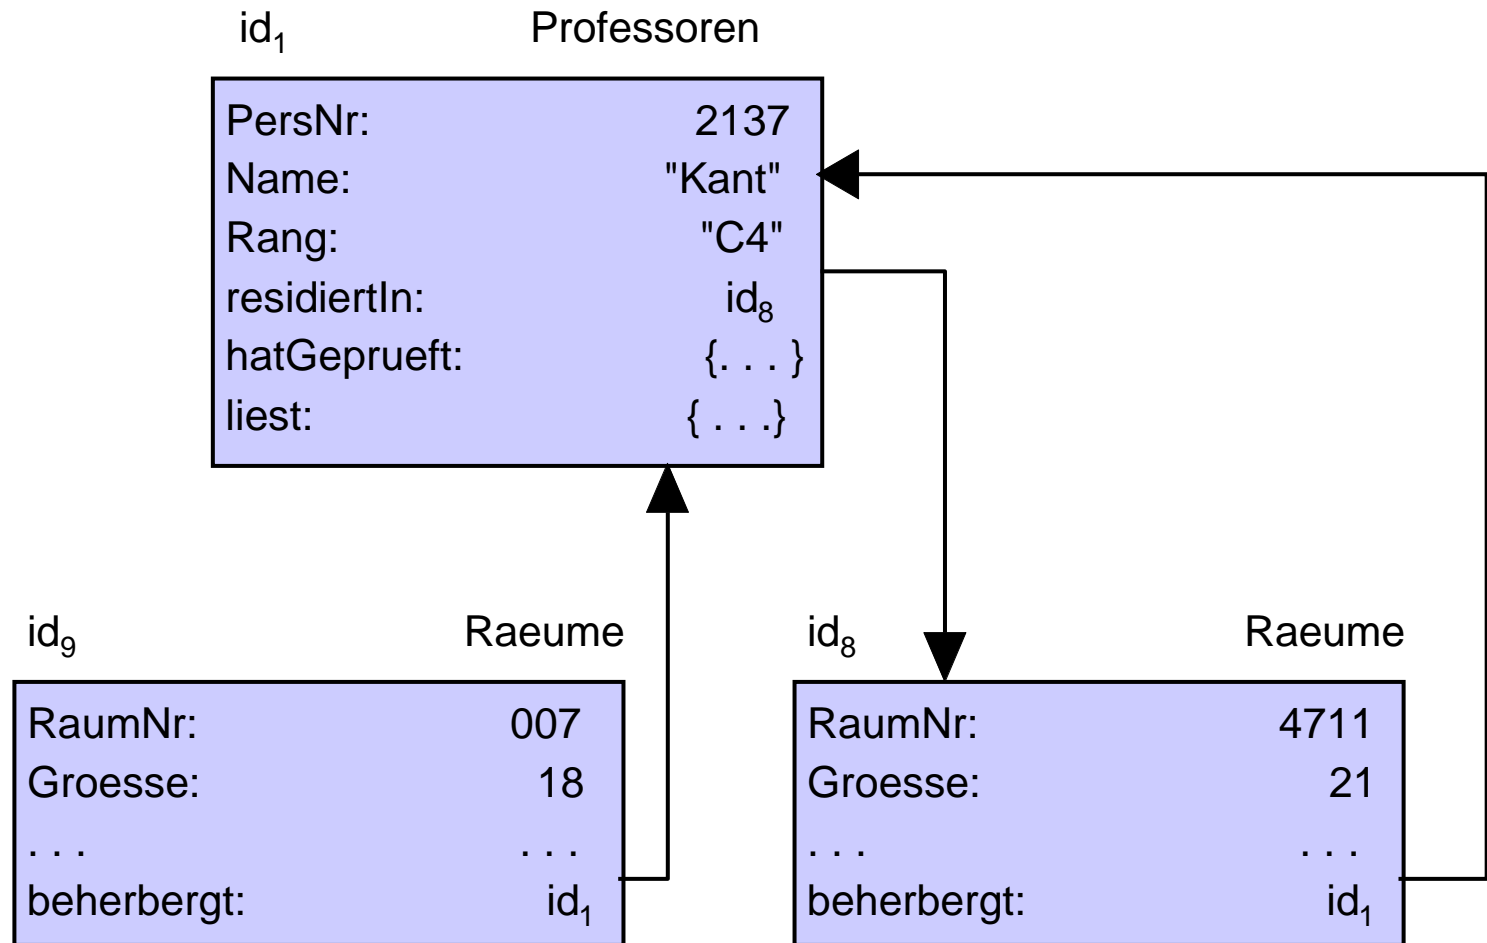 id₁ Professoren
PersNr: 2137
Name: "Kant"
Rang: "C4"
residiertIn: id₈
hatGeprueft: {. . . }
liest: { . . .}
id₉ Raeume
RaumNr: 007
Groesse: 18
. . . . . .
beherbergt: id₁
id₈ Raeume
RaumNr: 4711
Groesse: 21
. . . . . .
beherbergt: id₁